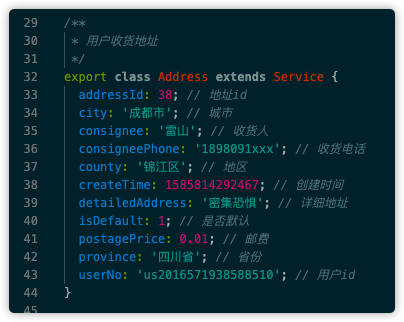 29 /**
30 * 用户收货地址
31 */
32 export class Address extends Service {
33 addressId: 38; // 地址id
34 city: '成都市'; // 城市
35 consignee: '雷山'; // 收货人
36 consigneePhone: '1898091xxx'; // 收货电话
37 county: '锦江区'; // 地区
38 createTime: 1585814292467; // 创建时间
39 detailedAddress: '密集恐惧'; // 详细地址
40 isDefault: 1; // 是否默认
41 postagePrice: 0.01; // 邮费
42 province: '四川省'; // 省份
43 userNo: 'us2016571938588510'; // 用户id
44 }
45